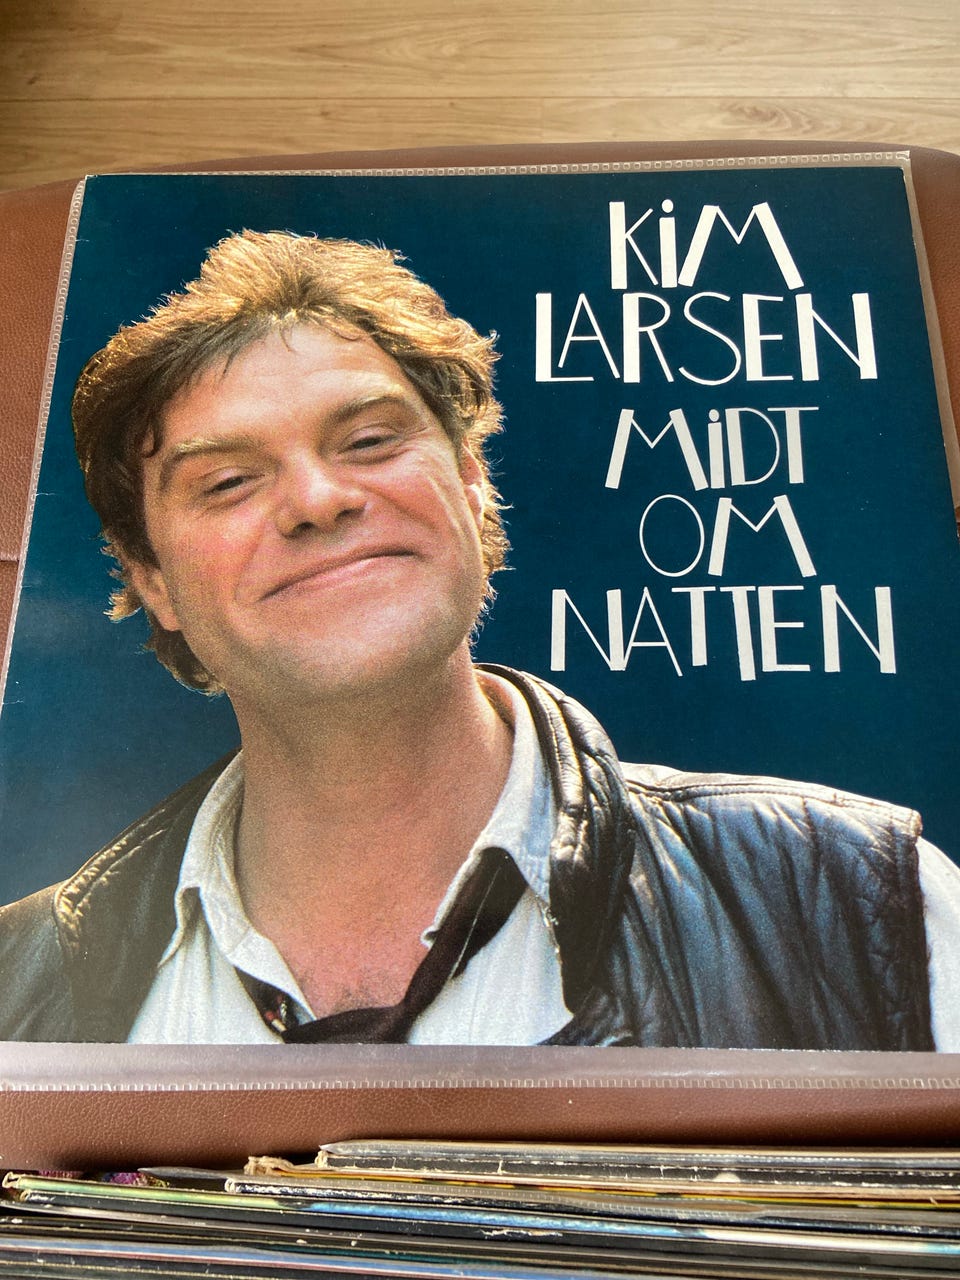 KiM
LARSEN
MiDT
OM
NATTEN